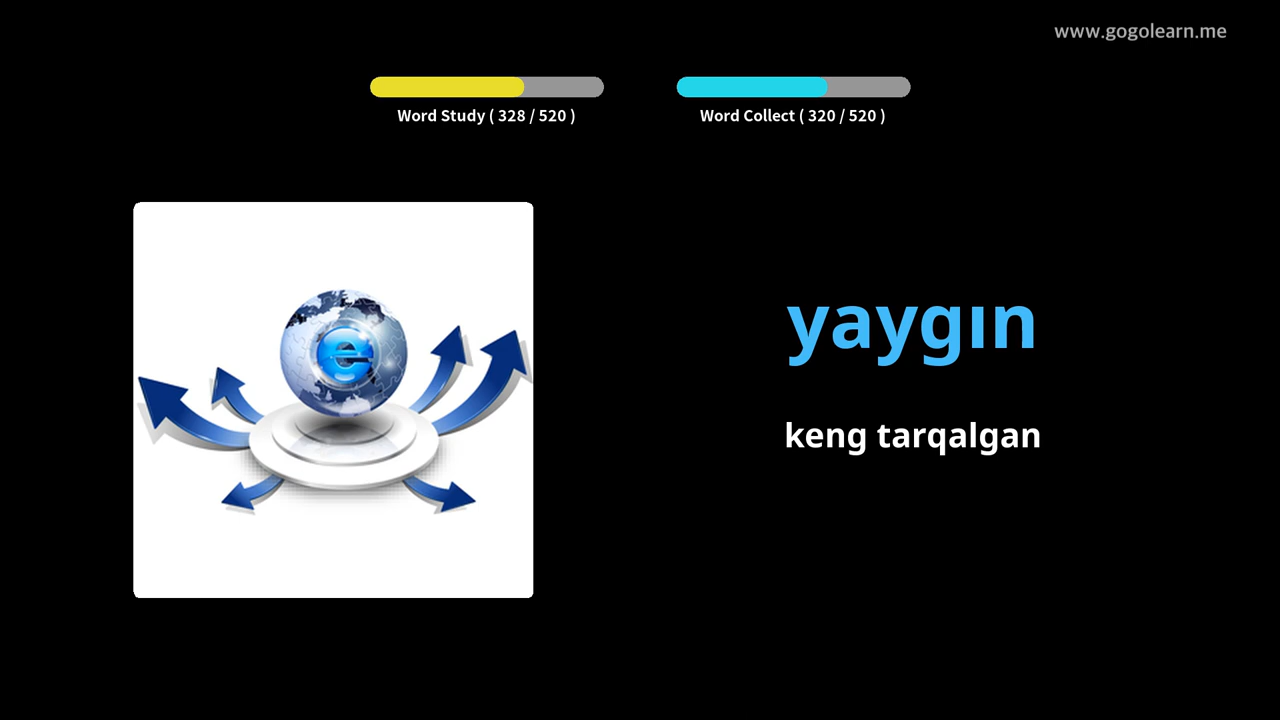 www.gogolearn.me
Word Study ( 328 / 520 )
Word Collect ( 320 / 520 )
e
yaygın
keng tarqalgan